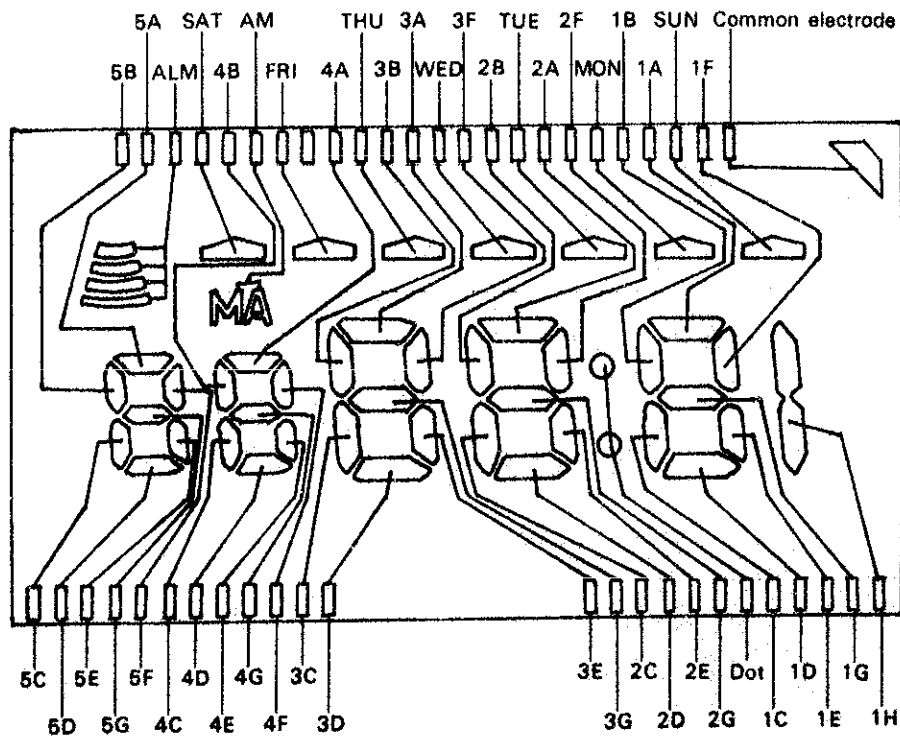 5A SAT AM THU 3A 3F TUE 2F 1B SUN Common electrode
5B ALM 4B FRI 4A 3B WED 2B 2A MON 1A 1F
MA
5C 5E 5F 4D 4G 3C 3E 2C 2E Dot 1D 1G
5D 5G 4C 4E 4F 3D 3G 2D 2G 1C 1E 1H